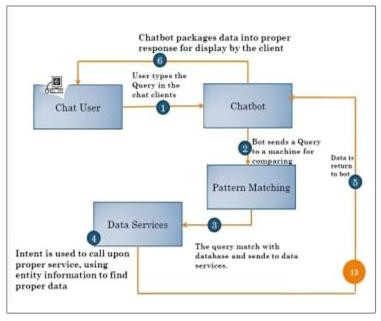 Chatbot packages data into proper
response for display by the client
6
User types the
Query in the
chat clients
Chat User
1
Chatbot
2
Bot sends a Query
to a machine for
comparing
Data is
return
to bot
5
Pattern Matching
Data Services
3
4
The query match with
database and sends to data
services.
Intent is used to call upon
proper service, using
entity information to find
proper data
13